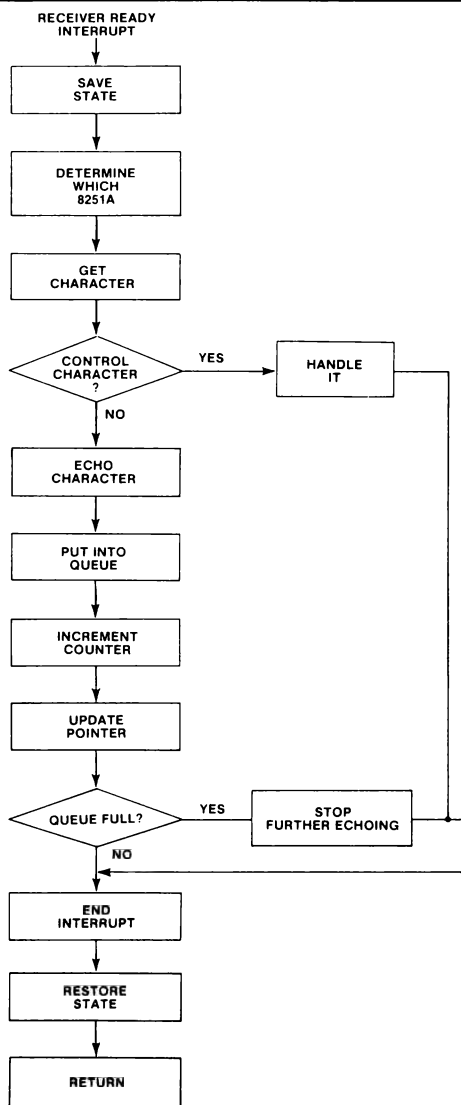 RECEIVER READY
INTERRUPT
SAVE
STATE
DETERMINE
WHICH
8251A
GET
CHARACTER
CONTROL
CHARACTER
?
YES
HANDLE
IT
NO
ECHO
CHARACTER
PUT INTO
QUEUE
INCREMENT
COUNTER
UPDATE
POINTER
QUEUE FULL?
YES
STOP
FURTHER ECHOING
NO
END
INTERRUPT
RESTORE
STATE
RETURN